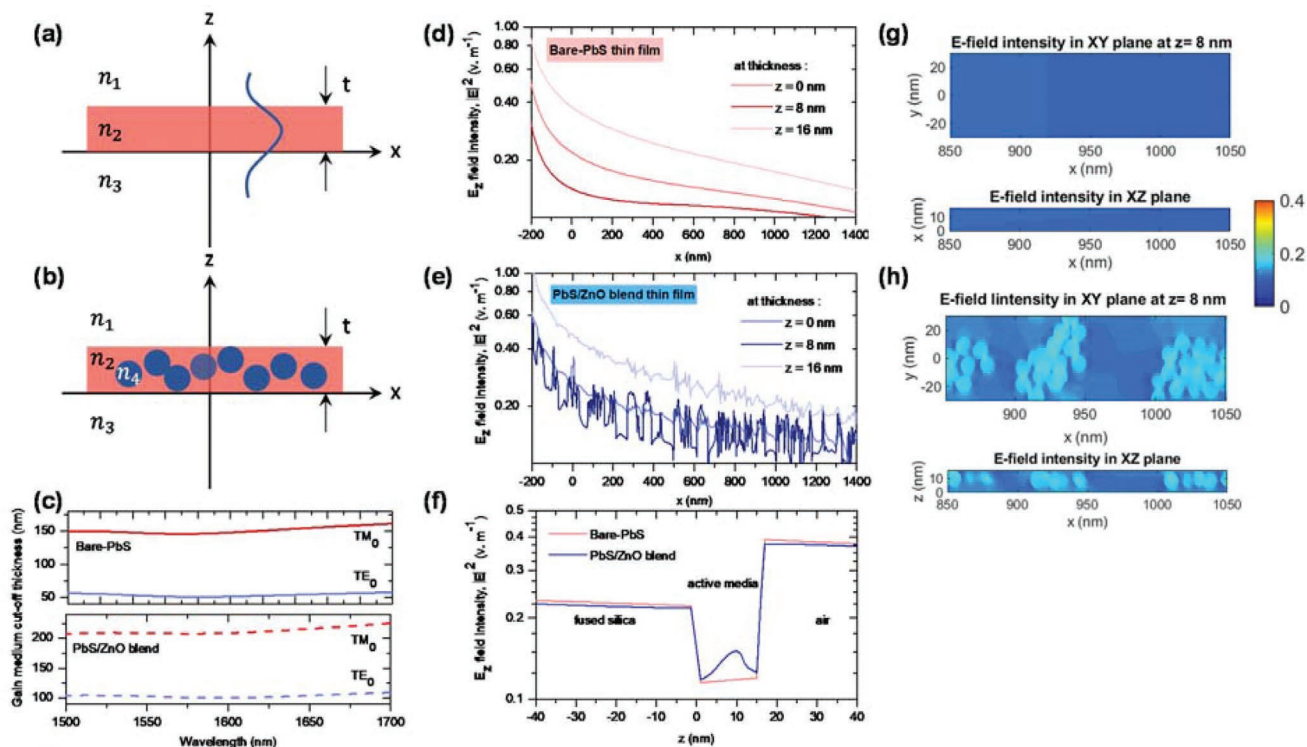 (a)
z
n₁
n₂
t
x
n₃
(b)
z
n₁
n₂
n₄
t
x
n₃
(c)
Gain medium cut-off thickness (nm)
150
100
50
Bare-PbS
TM₀
TE₀
200
150
100
PbS/ZnO blend
TM₀
TE₀
1500 1550 1600 1650 1700
Wavelength (nm)
(d)
E_z field intensity, |E|² (v. m⁻¹)
1.00
0.80
0.40
0.20
Bare-PbS thin film
at thickness :
z = 0 nm
z = 8 nm
z = 16 nm
-200 0 200 400 600 800 1000 1200 1400
x (nm)
(e)
E_z field intensity, |E|² (v. m⁻¹)
1.00
0.60
0.40
0.20
PbS/ZnO blend thin film
at thickness :
z = 0 nm
z = 8 nm
z = 16 nm
-200 0 200 400 600 800 1000 1200 1400
x (nm)
(f)
E_z field intensity, |E|² (v. m⁻¹)
0.5
0.4
0.3
0.2
0.1
Bare-PbS
PbS/ZnO blend
active media
fused silica
air
-40 -30 -20 -10 0 10 20 30 40
z (nm)
(g)
E-field intensity in XY plane at z= 8 nm
y (nm)
20
0
-20
850 900 950 1000 1050
x (nm)
E-field intensity in XZ plane
x (nm)
10
0
850 900 950 1000 1050
x (nm)
0.4
0.2
0
(h)
E-field lintensity in XY plane at z= 8 nm
y (nm)
20
0
-20
900 950 1000 1050
x (nm)
E-field intensity in XZ plane
z (nm)
10
0
850 900 950 1000 1050
x (nm)